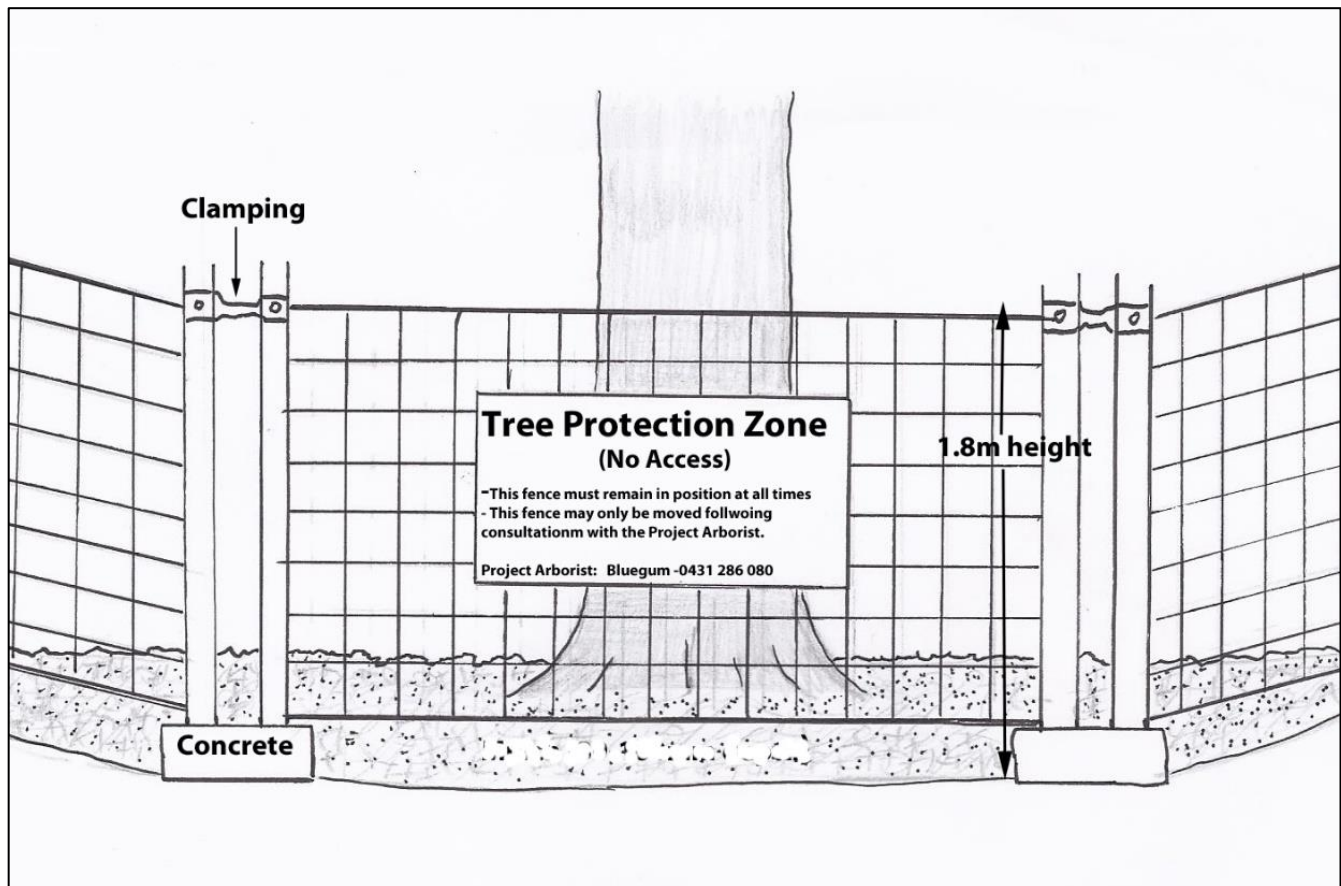 Clamping
Tree Protection Zone
(No Access)
1.8m height
-This fence must remain in position at all times
- This fence may only be moved follwoing
consultationm with the Project Arborist.
Project Arborist: Bluegum -0431 286 080
Concrete